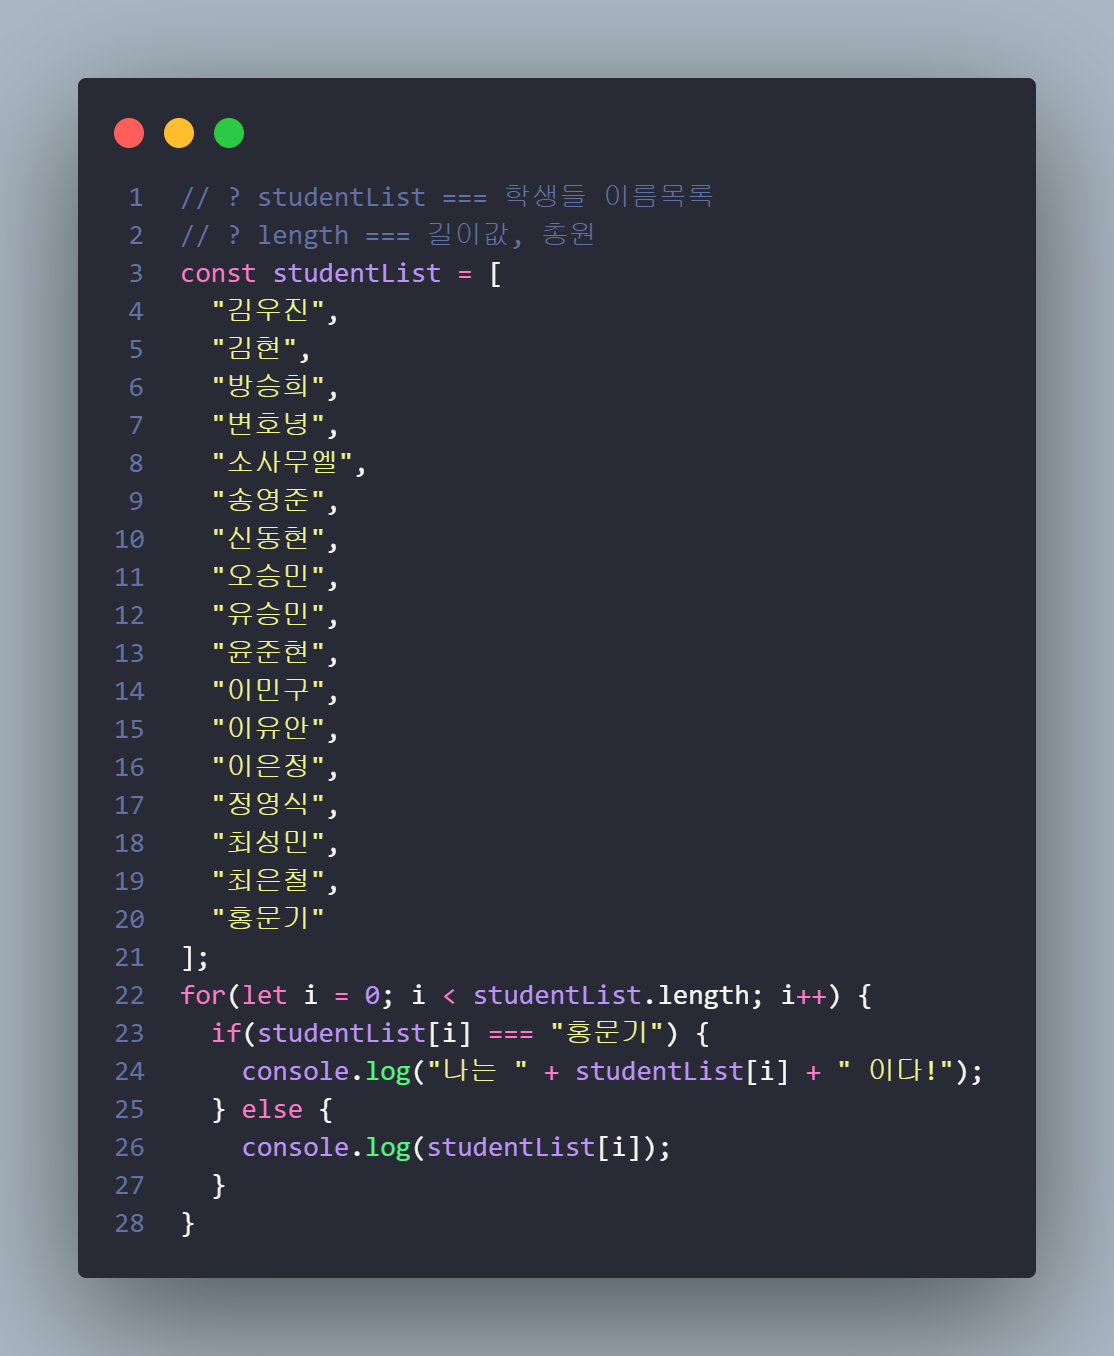 1 // ? studentList === 학생들 이름목록
2 // ? length === 길이값, 총원
3 const studentList = [
4   "김우진",
5   "김현",
6   "방승희",
7   "변호녕",
8   "소사무엘",
9   "송영준",
10   "신동현",
11   "오승민",
12   "유승민",
13   "윤준현",
14   "이민구",
15   "이유안",
16   "이은정",
17   "정영식",
18   "최성민",
19   "최은철",
20   "홍문기"
21 ];
22 for(let i = 0; i < studentList.length; i++) {
23   if(studentList[i] === "홍문기") {
24     console.log("나는 " + studentList[i] + " 이다!");
25   } else {
26     console.log(studentList[i]);
27   }
28 }